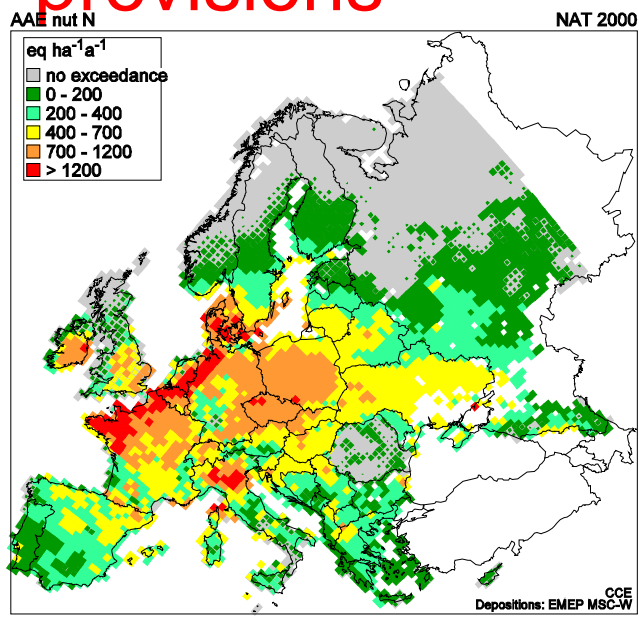 provisions
AAE nut N NAT 2000
eq ha⁻¹a⁻¹
no exceedance
0 - 200
200 - 400
400 - 700
700 - 1200
> 1200
CCE
Depositions: EMEP MSC-W